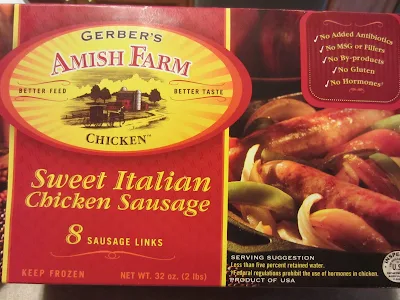 GERBER'S
AMISH FARM
BETTER FEED
BETTER TASTE
CHICKEN™
Sweet Italian
Chicken Sausage
8 SAUSAGE LINKS
KEEP FROZEN
NET WT. 32 oz. (2 lbs)
✓No Added Antibiotics
✓No MSG or Fillers
✓No By-products
✓No Gluten
✓No Hormones†
SERVING SUGGESTION
Less than five percent retained water.
†Federal regulations prohibit the use of hormones in chicken.
PRODUCT OF USA